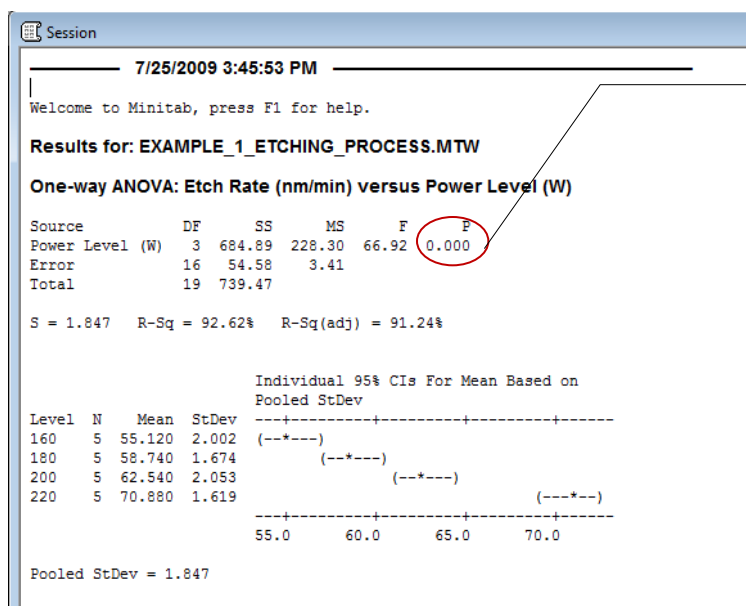 Session
7/25/2009 3:45:53 PM
Welcome to Minitab, press F1 for help.
Results for: EXAMPLE_1_ETCHING_PROCESS.MTW
One-way ANOVA: Etch Rate (nm/min) versus Power Level (W)
Source DF SS MS F P
Power Level (W) 3 684.89 228.30 66.92 0.000
Error 16 54.58 3.41
Total 19 739.47
S = 1.847 R-Sq = 92.62% R-Sq(adj) = 91.24%
Individual 95% CIs For Mean Based on
Pooled StDev
Level N Mean StDev ---+---------+---------+---------+------
160 5 55.120 2.002 (--*---)
180 5 58.740 1.674 (--*---)
200 5 62.540 2.053 (--*---)
220 5 70.880 1.619 (---*--)
---+---------+---------+---------+------
55.0 60.0 65.0 70.0
Pooled StDev = 1.847